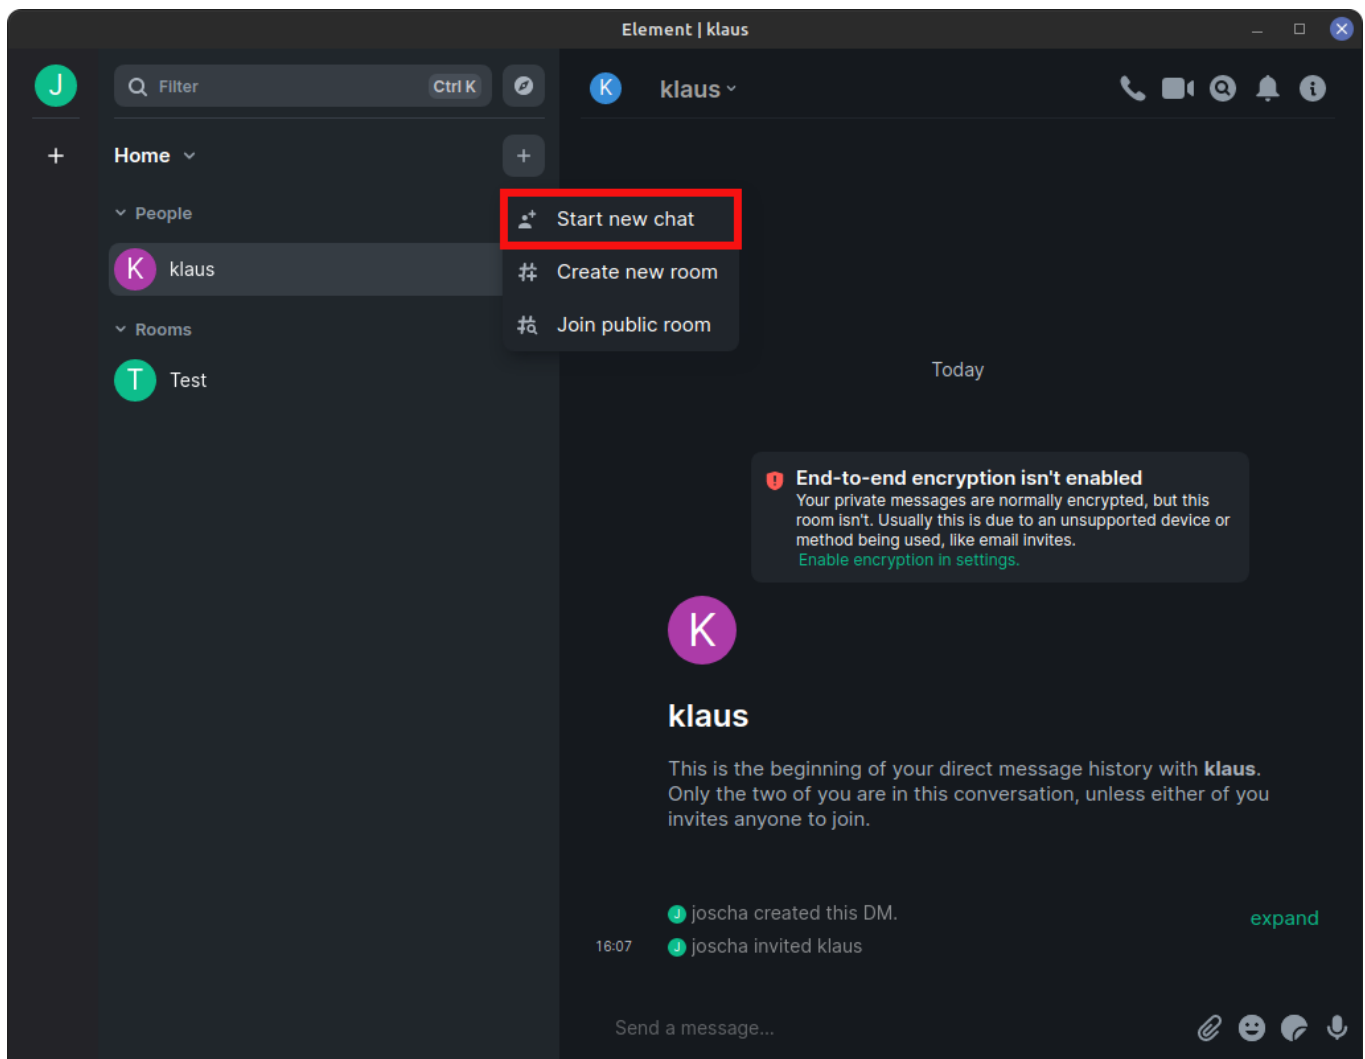 Element | klaus
J
Filter
Ctrl K
K
klaus
Home
People
Start new chat
K
klaus
Create new room
Rooms
Join public room
T
Test
Today
End-to-end encryption isn't enabled
Your private messages are normally encrypted, but this
room isn't. Usually this is due to an unsupported device or
method being used, like email invites.
Enable encryption in settings.
K
klaus
This is the beginning of your direct message history with klaus.
Only the two of you are in this conversation, unless either of you
invites anyone to join.
J joscha created this DM.
expand
16:07 J joscha invited klaus
Send a message...